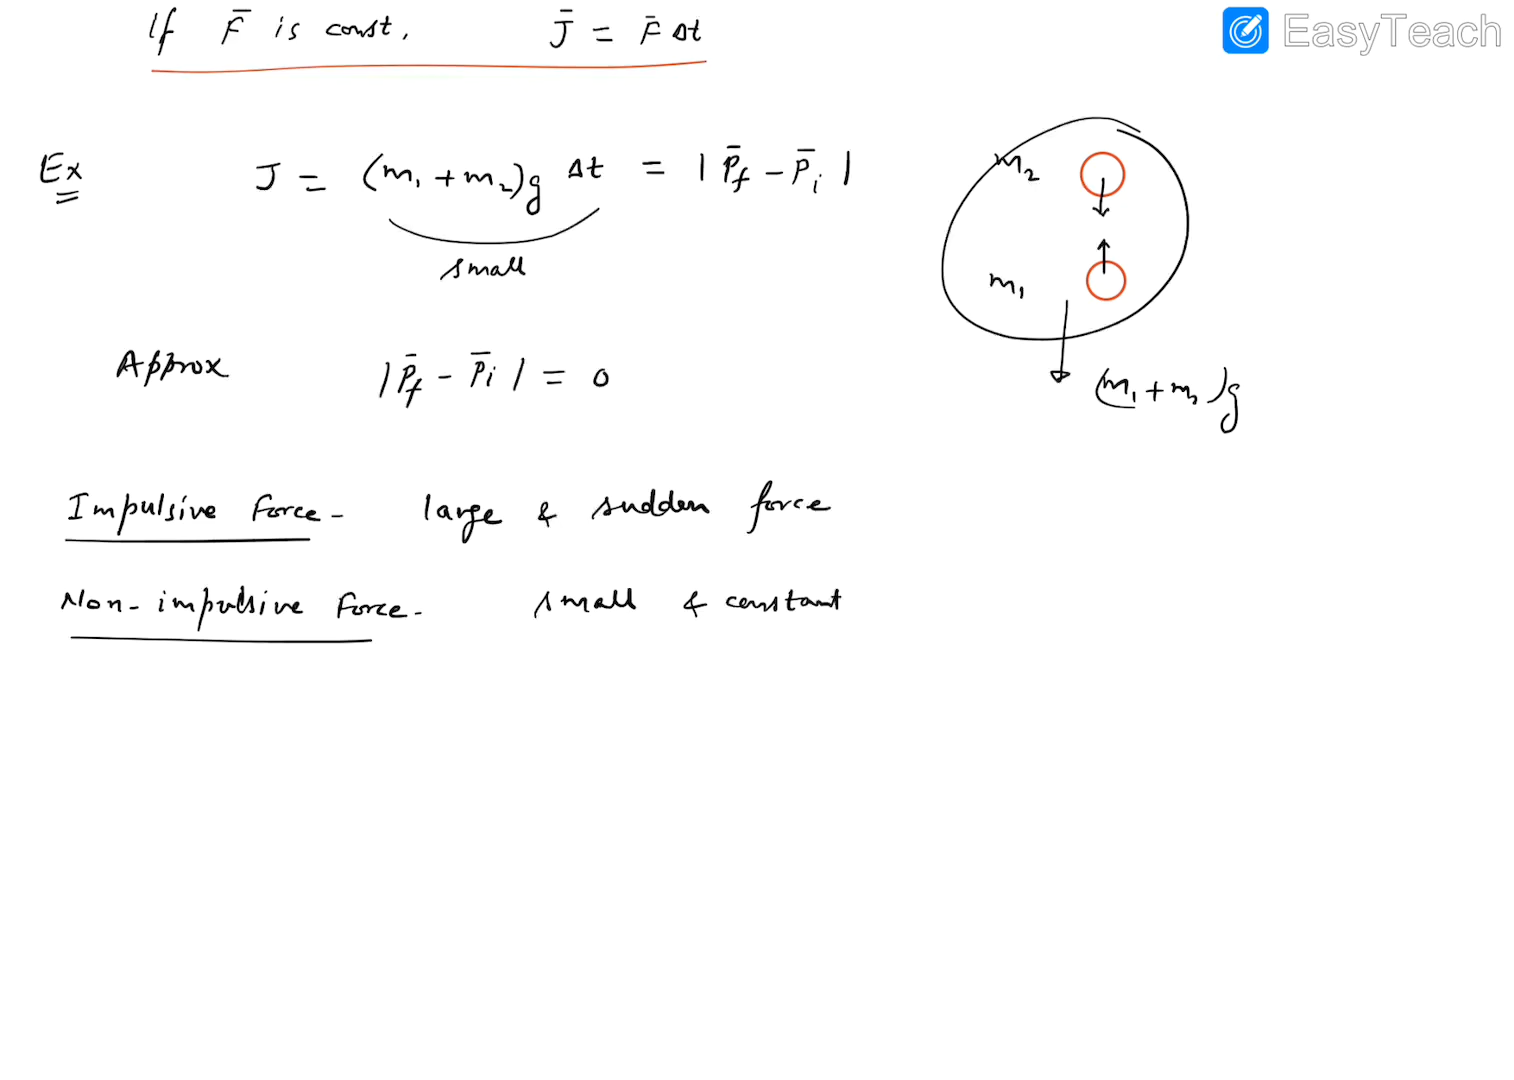 If F̄ is const, J̄ = F̄ Δt
EasyTeach
Ex J = (m₁ + m₂)g Δt = | P̄f - P̄i |
small
m₂
m₁
(m₁ + m₂)g
Approx | P̄f - P̄i | = 0
Impulsive Force - large & sudden force
Non-impulsive Force - small & constant